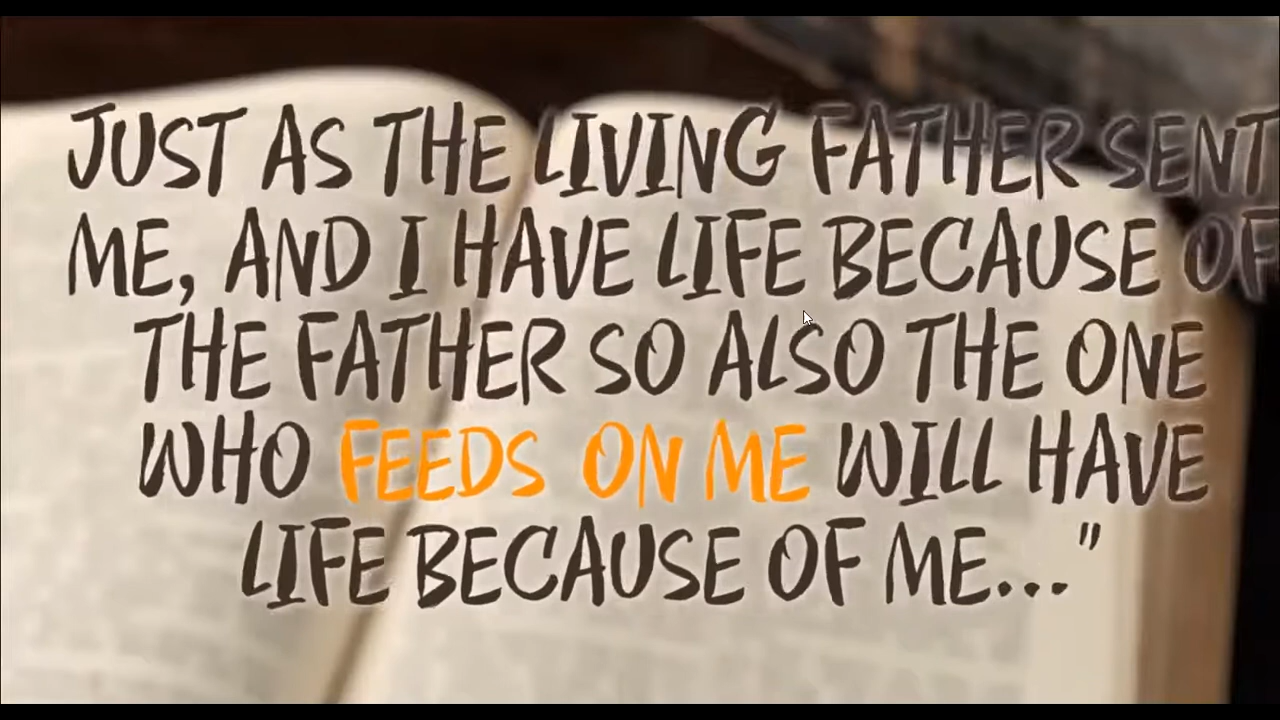 JUST AS THE LIVING FATHER SENT
ME, AND I HAVE LIFE BECAUSE OF
THE FATHER SO ALSO THE ONE
WHO FEEDS ON ME WILL HAVE
LIFE BECAUSE OF ME..."